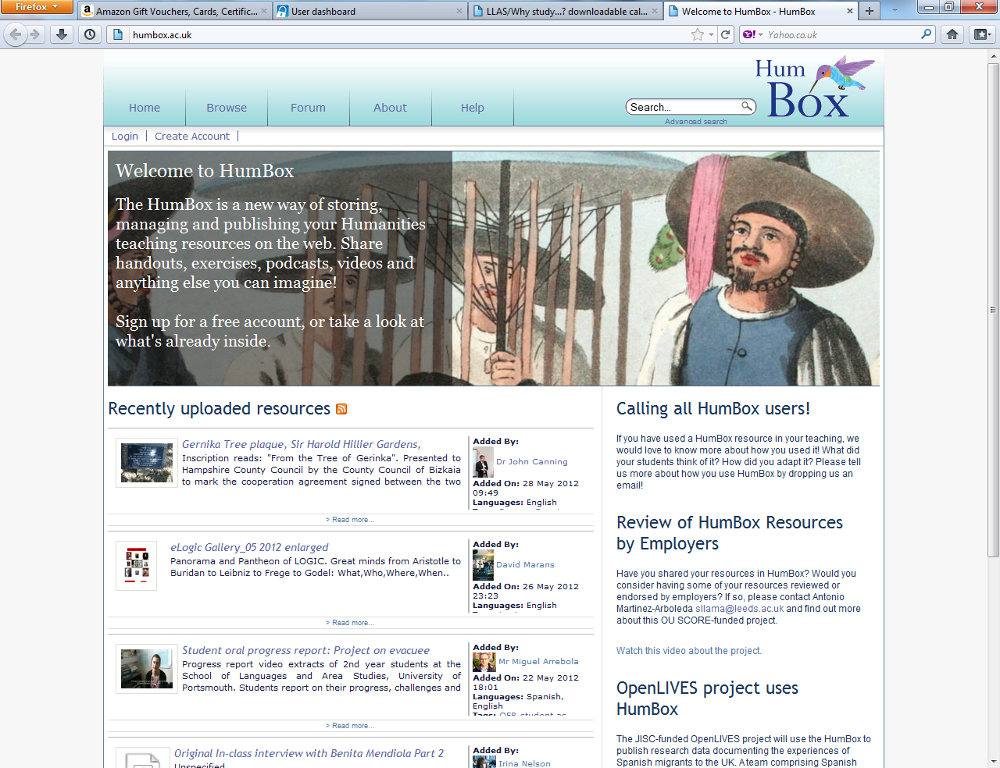 Firefox
Amazon Gift Vouchers, Cards, Certific...
User dashboard
LLAS/Why study...? downloadable cal...
Welcome to HumBox - HumBox
humbox.ac.uk
Yahoo.co.uk
Hum
Box
Home
Browse
Forum
About
Help
Search...
Advanced search
Login
Create Account
Welcome to HumBox
The HumBox is a new way of storing,
managing and publishing your Humanities
teaching resources on the web. Share
handouts, exercises, podcasts, videos and
anything else you can imagine!
Sign up for a free account, or take a look at
what's already inside.
Recently uploaded resources
Gernika Tree plaque, Sir Harold Hillier Gardens,
Inscription reads: "From the Tree of Gerinka". Presented to
Hampshire County Council by the County Council of Bizkaia
to mark the cooperation agreement signed between the two
Added By:
Dr John Canning
Added On: 28 May 2012
09:49
Languages: English
> Read more...
eLogic Gallery_05 2012 enlarged
Panorama and Pantheon of LOGIC. Great minds from Aristotle to
Buridan to Leibniz to Frege to Godel: What,Who,Where,When..
Added By:
David Marans
Added On: 26 May 2012
23:23
Languages: English
> Read more...
Student oral progress report: Project on evacuee
Progress report video extracts of 2nd year students at the
School of Languages and Area Studies, University of
Portsmouth. Students report on their progress, challenges and
Added By:
Mr Miguel Arrebola
Added On: 22 May 2012
18:01
Languages: Spanish,
English
> Read more...
Original In-class interview with Benita Mendiola Part 2
Unspecified
Added By:
Irina Nelson
Calling all HumBox users!
If you have used a HumBox resource in your teaching, we
would love to know more about how you used it! What did
your students think of it? How did you adapt it? Please tell
us more about how you use HumBox by dropping us an
email!
Review of HumBox Resources
by Employers
Have you shared your resources in HumBox? Would you
consider having some of your resources reviewed or
endorsed by employers? If so, please contact Antonio
Martinez-Arboleda sllama@leeds.ac.uk and find out more
about this OU SCORE-funded project.
Watch this video about the project.
OpenLIVES project uses
HumBox
The JISC-funded OpenLIVES project will use the HumBox to
publish research data documenting the experiences of
Spanish migrants to the UK. A team comprising Spanish